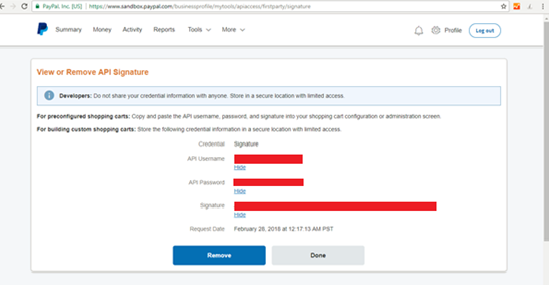 PayPal, Inc. [US] https://www.sandbox.paypal.com/businessprofile/mytools/apiaccess/firstparty/signature
Summary Money Activity Reports Tools More Profile Log out
View or Remove API Signature
Developers: Do not share your credential information with anyone. Store in a secure location with limited access.
For preconfigured shopping carts: Copy and paste the API username, password, and signature into your shopping cart configuration or administration screen.
For building custom shopping carts: Store the following credential information in a secure location with limited access.
Credential Signature
API Username
Hide
API Password
Hide
Signature
Hide
Request Date February 28, 2018 at 12:17:13 AM PST
Remove Done